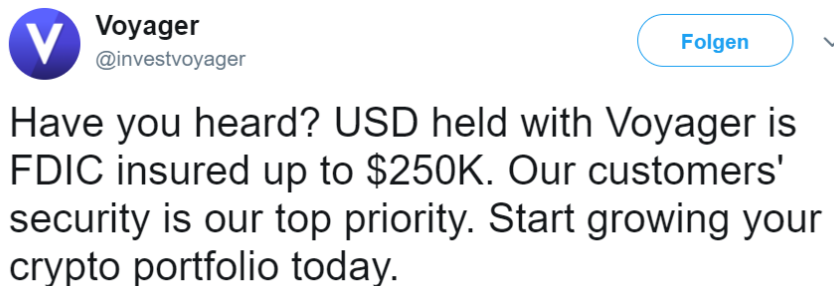 Voyager
@investvoyager
Folgen
Have you heard? USD held with Voyager is
FDIC insured up to $250K. Our customers'
security is our top priority. Start growing your
crypto portfolio today.